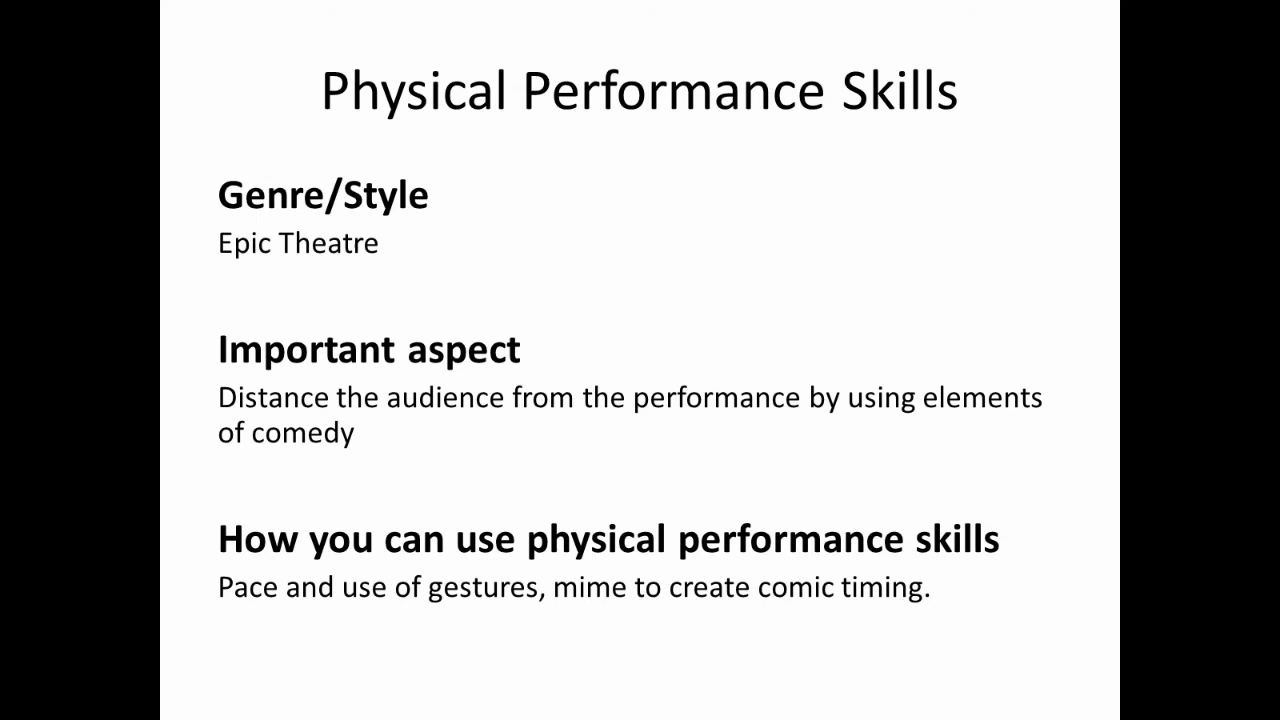 Physical Performance Skills
Genre/Style
Epic Theatre
Important aspect
Distance the audience from the performance by using elements
of comedy
How you can use physical performance skills
Pace and use of gestures, mime to create comic timing.